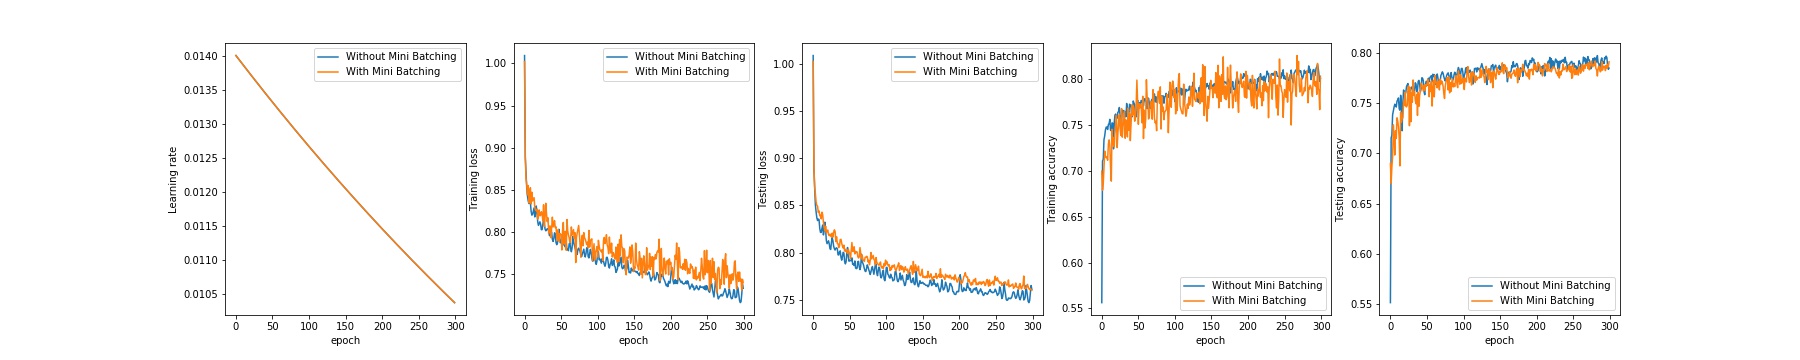 Learning rate
0.0140
0.0135
0.0130
0.0125
0.0120
0.0115
0.0110
0.0105
0 50 100 150 200 250 300
epoch
Without Mini Batching
With Mini Batching
Training loss
1.00
0.95
0.90
0.85
0.80
0.75
0 50 100 150 200 250 300
epoch
Without Mini Batching
With Mini Batching
Testing loss
1.00
0.95
0.90
0.85
0.80
0.75
0 50 100 150 200 250 300
epoch
Without Mini Batching
With Mini Batching
Training accuracy
0.80
0.75
0.70
0.65
0.60
0.55
0 50 100 150 200 250 300
epoch
Without Mini Batching
With Mini Batching
Testing accuracy
0.80
0.75
0.70
0.65
0.60
0.55
0 50 100 150 200 250 300
epoch
Without Mini Batching
With Mini Batching